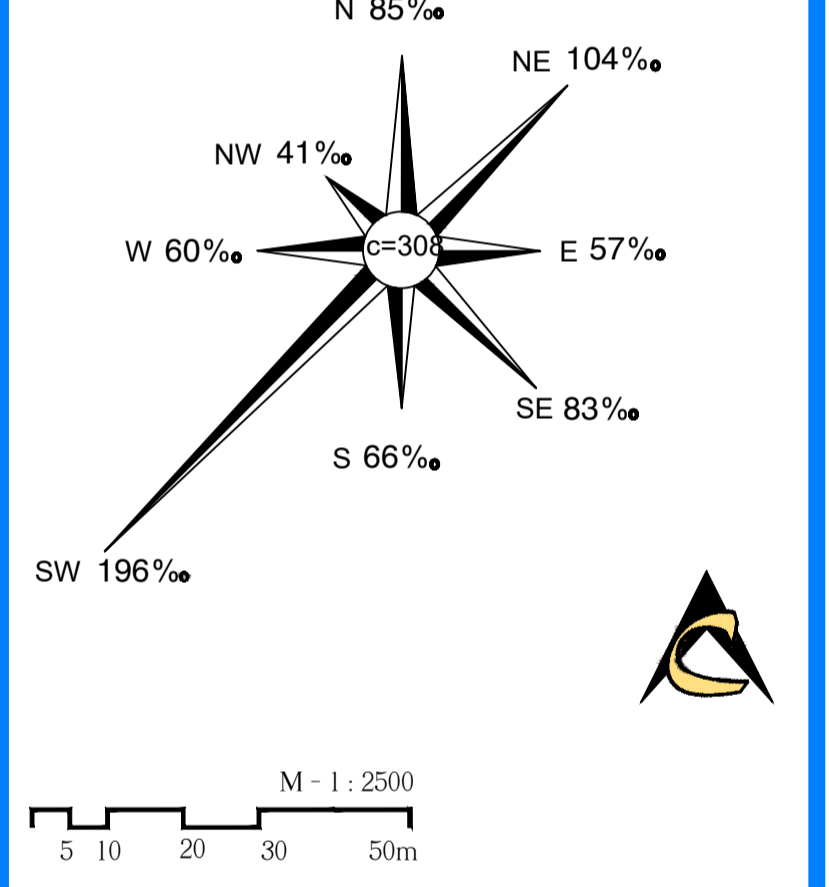 N 85‰
NE 104‰
NW 41‰
c=308
W 60‰
E 57‰
SE 83‰
S 66‰
SW 196‰
M - 1 : 2500
5 10 20 30 50m